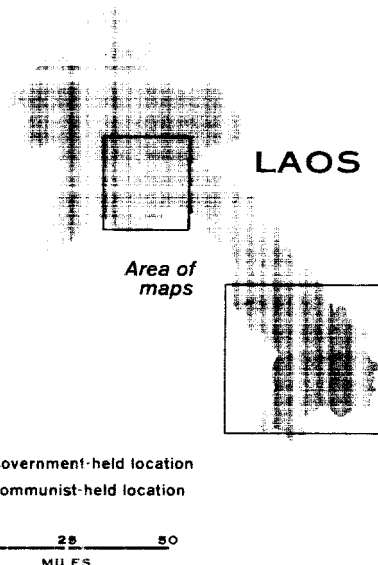 LAOS
Area of
maps
overnment-held location
ommunist-held location
25 50
MILES